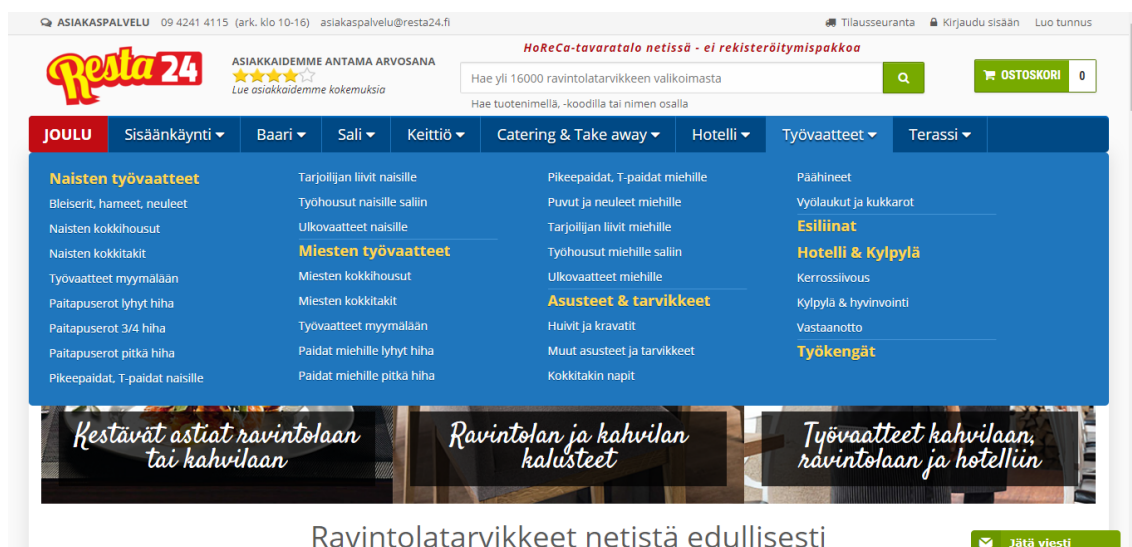 ASIAKASPALVELU 09 4241 4115 (ark. klo 10-16) asiakaspalvelu@resta24.fi
Tilausseuranta Kirjaudu sisään Luo tunnus
Resta 24
ASIAKKAIDEMME ANTAMA ARVOSANA
Lue asiakkaidemme kokemuksia
HoReCa-tavaratalo netissä - ei rekisteröitymispakkoa
Hae yli 16000 ravintolatarvikkeen valikoimasta
Hae tuotenimellä, -koodilla tai nimen osalla
OSTOSKORI 0
JOULU Sisäänkäynti Baari Sali Keittiö Catering & Take away Hotelli Työvaatteet Terassi
Naisten työvaatteet
Bleiserit, hameet, neuleet
Naisten kokkihousut
Naisten kokkitakit
Työvaatteet myymälään
Paitapuserot lyhyt hiha
Paitapuserot 3/4 hiha
Paitapuserot pitkä hiha
Pikeepaidat, T-paidat naisille
Tarjoilijan liivit naisille
Työhousut naisille saliin
Ulkovaatteet naisille
Miesten työvaatteet
Miesten kokkihousut
Miesten kokkitakit
Työvaatteet myymälään
Paidat miehille lyhyt hiha
Paidat miehille pitkä hiha
Pikeepaidat, T-paidat miehille
Puvut ja neuleet miehille
Tarjoilijan liivit miehille
Työhousut miehille saliin
Ulkovaatteet miehille
Asusteet & tarvikkeet
Huivit ja kravatit
Muut asusteet ja tarvikkeet
Kokkitakin napit
Päähineet
Vyölaukut ja kukkarot
Esiliinat
Hotelli & Kylpylä
Kerrossiivous
Kylpylä & hyvinvointi
Vastaanotto
Työkengät
Kestävät astiat ravintolaan
tai kahvilaan
Ravintolan ja kahvilan
kalusteet
Työvaatteet kahvilaan,
ravintolaan ja hotelliin
Ravintolatarvikkeet netistä edullisesti
Jätä viesti